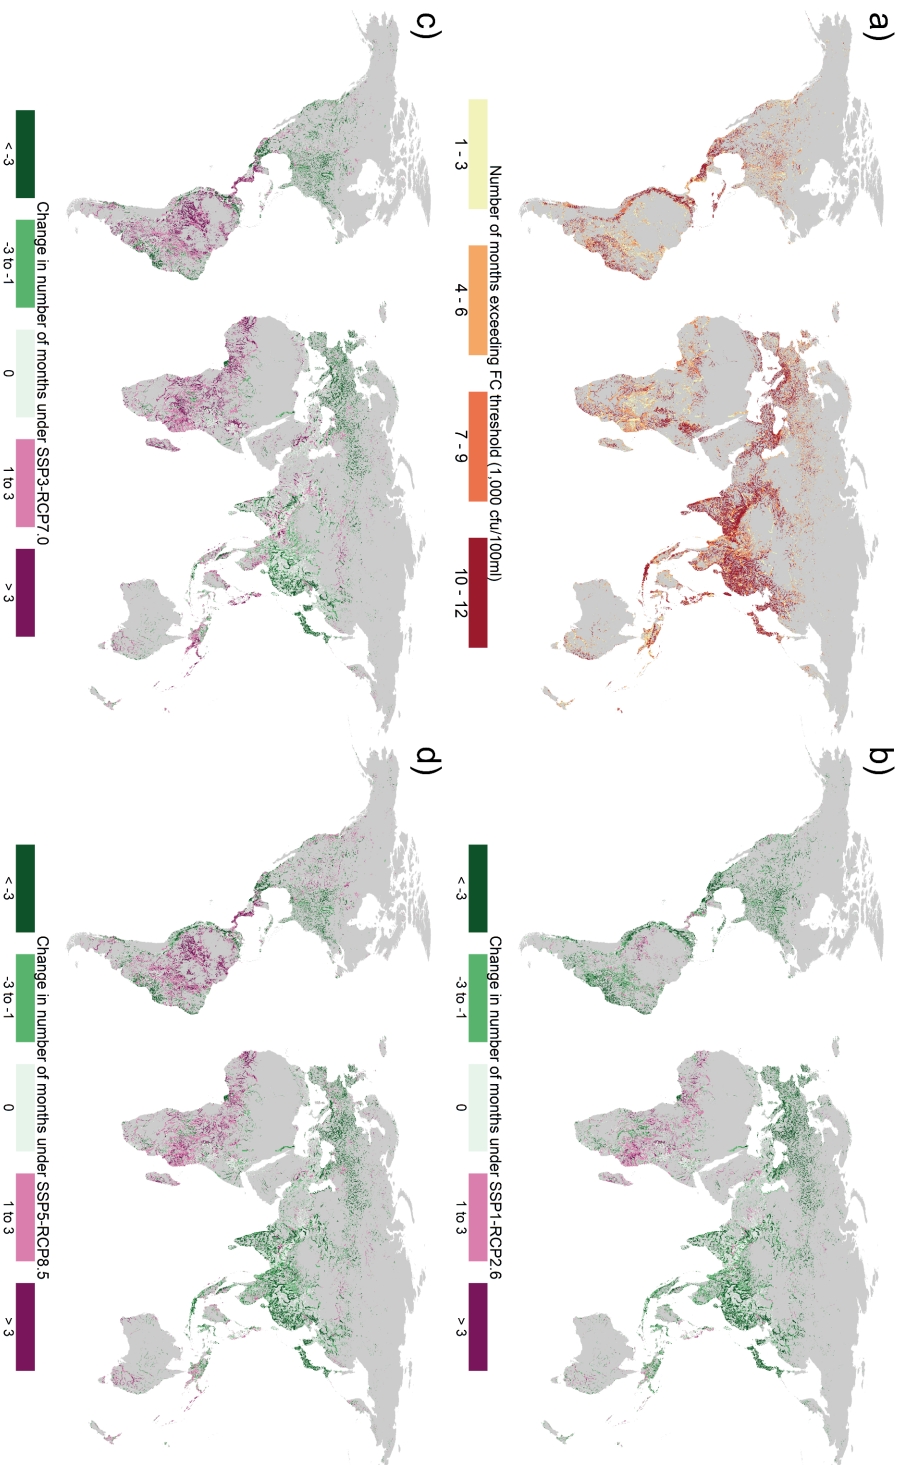 a)
Number of months exceeding FC threshold (1,000 cfu/100ml)
1 - 3
4 - 6
7 - 9
10 - 12
b)
Change in number of months under SSP1-RCP2.6
< -3
-3 to -1
0
1 to 3
> 3
c)
Change in number of months under SSP3-RCP7.0
< -3
-3 to -1
0
1 to 3
> 3
d)
Change in number of months under SSP5-RCP8.5
< -3
-3 to -1
0
1 to 3
> 3